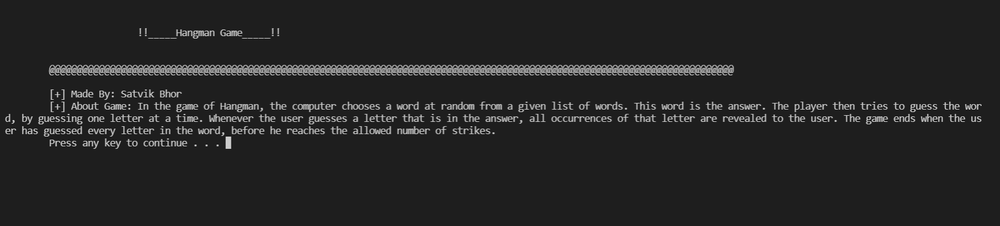 !!_____Hangman Game_____!!
@@@@@@@@@@@@@@@@@@@@@@@@@@@@@@@@@@@@@@@@@@@@@@@@@@@@@@@@@@@@@@@@@@@@@@@@@@@@@@@@@@@@@@@@@@@@@@@@@@@@@@@@@@@@@@@@@@@@@@@@@@@@
[+] Made By: Satvik Bhor
[+] About Game: In the game of Hangman, the computer chooses a word at random from a given list of words. This word is the answer. The player then tries to guess the wor
d, by guessing one letter at a time. Whenever the user guesses a letter that is in the answer, all occurrences of that letter are revealed to the user. The game ends when the us
er has guessed every letter in the word, before he reaches the allowed number of strikes.
Press any key to continue . . .